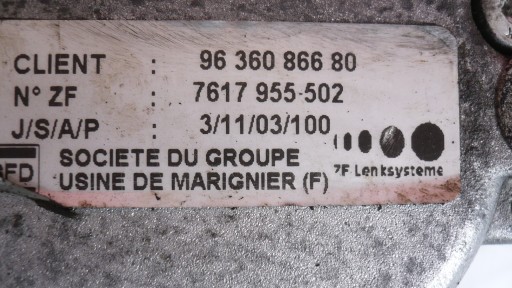 CLIENT : 96 360 866 80
N° ZF : 7617 955-502
J/S/A/P : 3/11/03/100
SOCIETE DU GROUPE
USINE DE MARIGNIER (F)
ZF Lenksysteme